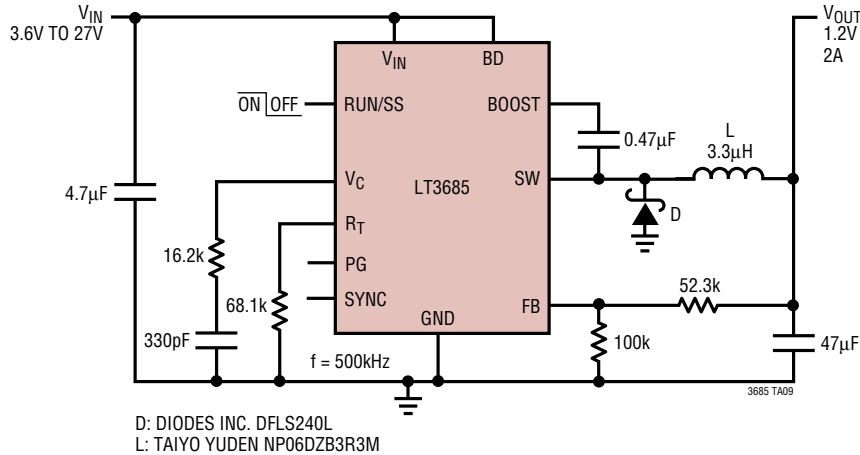 VIN
3.6V TO 27V
VOUT
1.2V
2A
VIN
BD
ON OFF
RUN/SS
BOOST
0.47µF
L
3.3µH
4.7µF
VC
LT3685
SW
RT
D
16.2k
PG
68.1k
SYNC
FB
52.3k
GND
330pF
f = 500kHz
100k
47µF
3685 TA09
D: DIODES INC. DFLS240L
L: TAIYO YUDEN NP06DZB3R3M